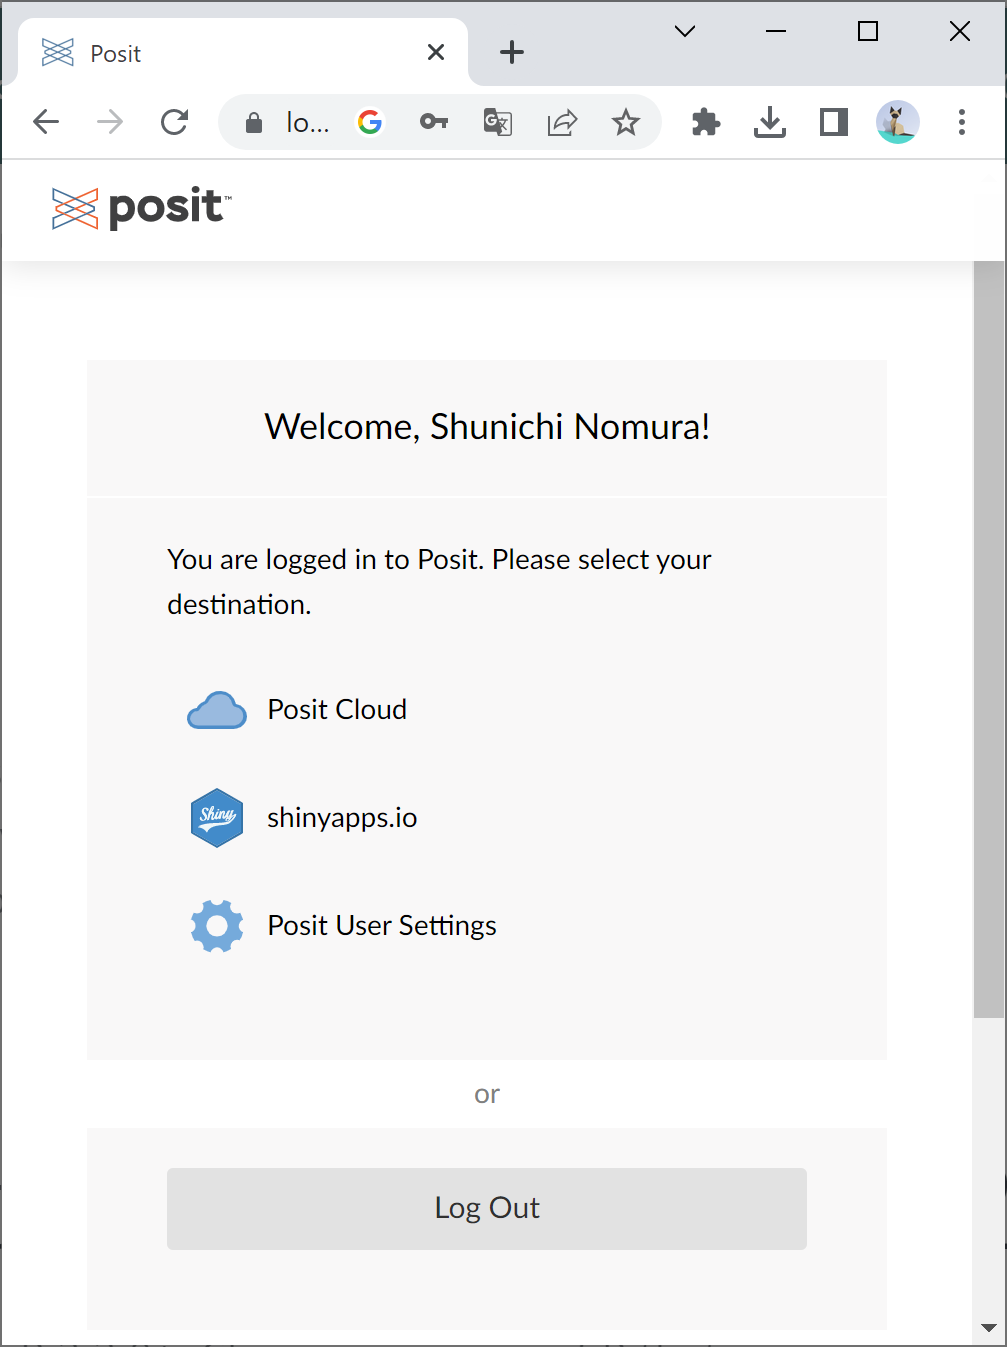 Posit
lo...
posit™
Welcome, Shunichi Nomura!
You are logged in to Posit. Please select your
destination.
Posit Cloud
Shiny
shinyapps.io
Posit User Settings
or
Log Out